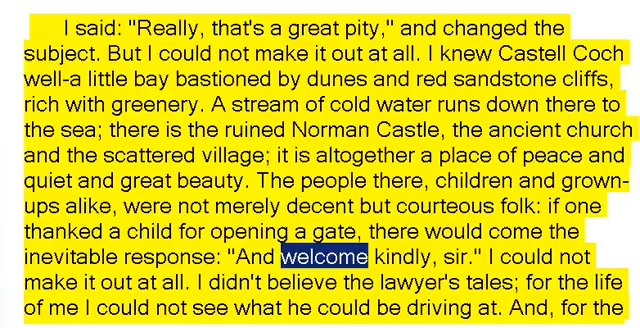 I said: "Really, that's a great pity," and changed the
subject. But I could not make it out at all. I knew Castell Coch
well-a little bay bastioned by dunes and red sandstone cliffs,
rich with greenery. A stream of cold water runs down there to
the sea; there is the ruined Norman Castle, the ancient church
and the scattered village; it is altogether a place of peace and
quiet and great beauty. The people there, children and grown-
ups alike, were not merely decent but courteous folk: if one
thanked a child for opening a gate, there would come the
inevitable response: "And welcome kindly, sir." I could not
make it out at all. I didn't believe the lawyer's tales; for the life
of me I could not see what he could be driving at. And, for the